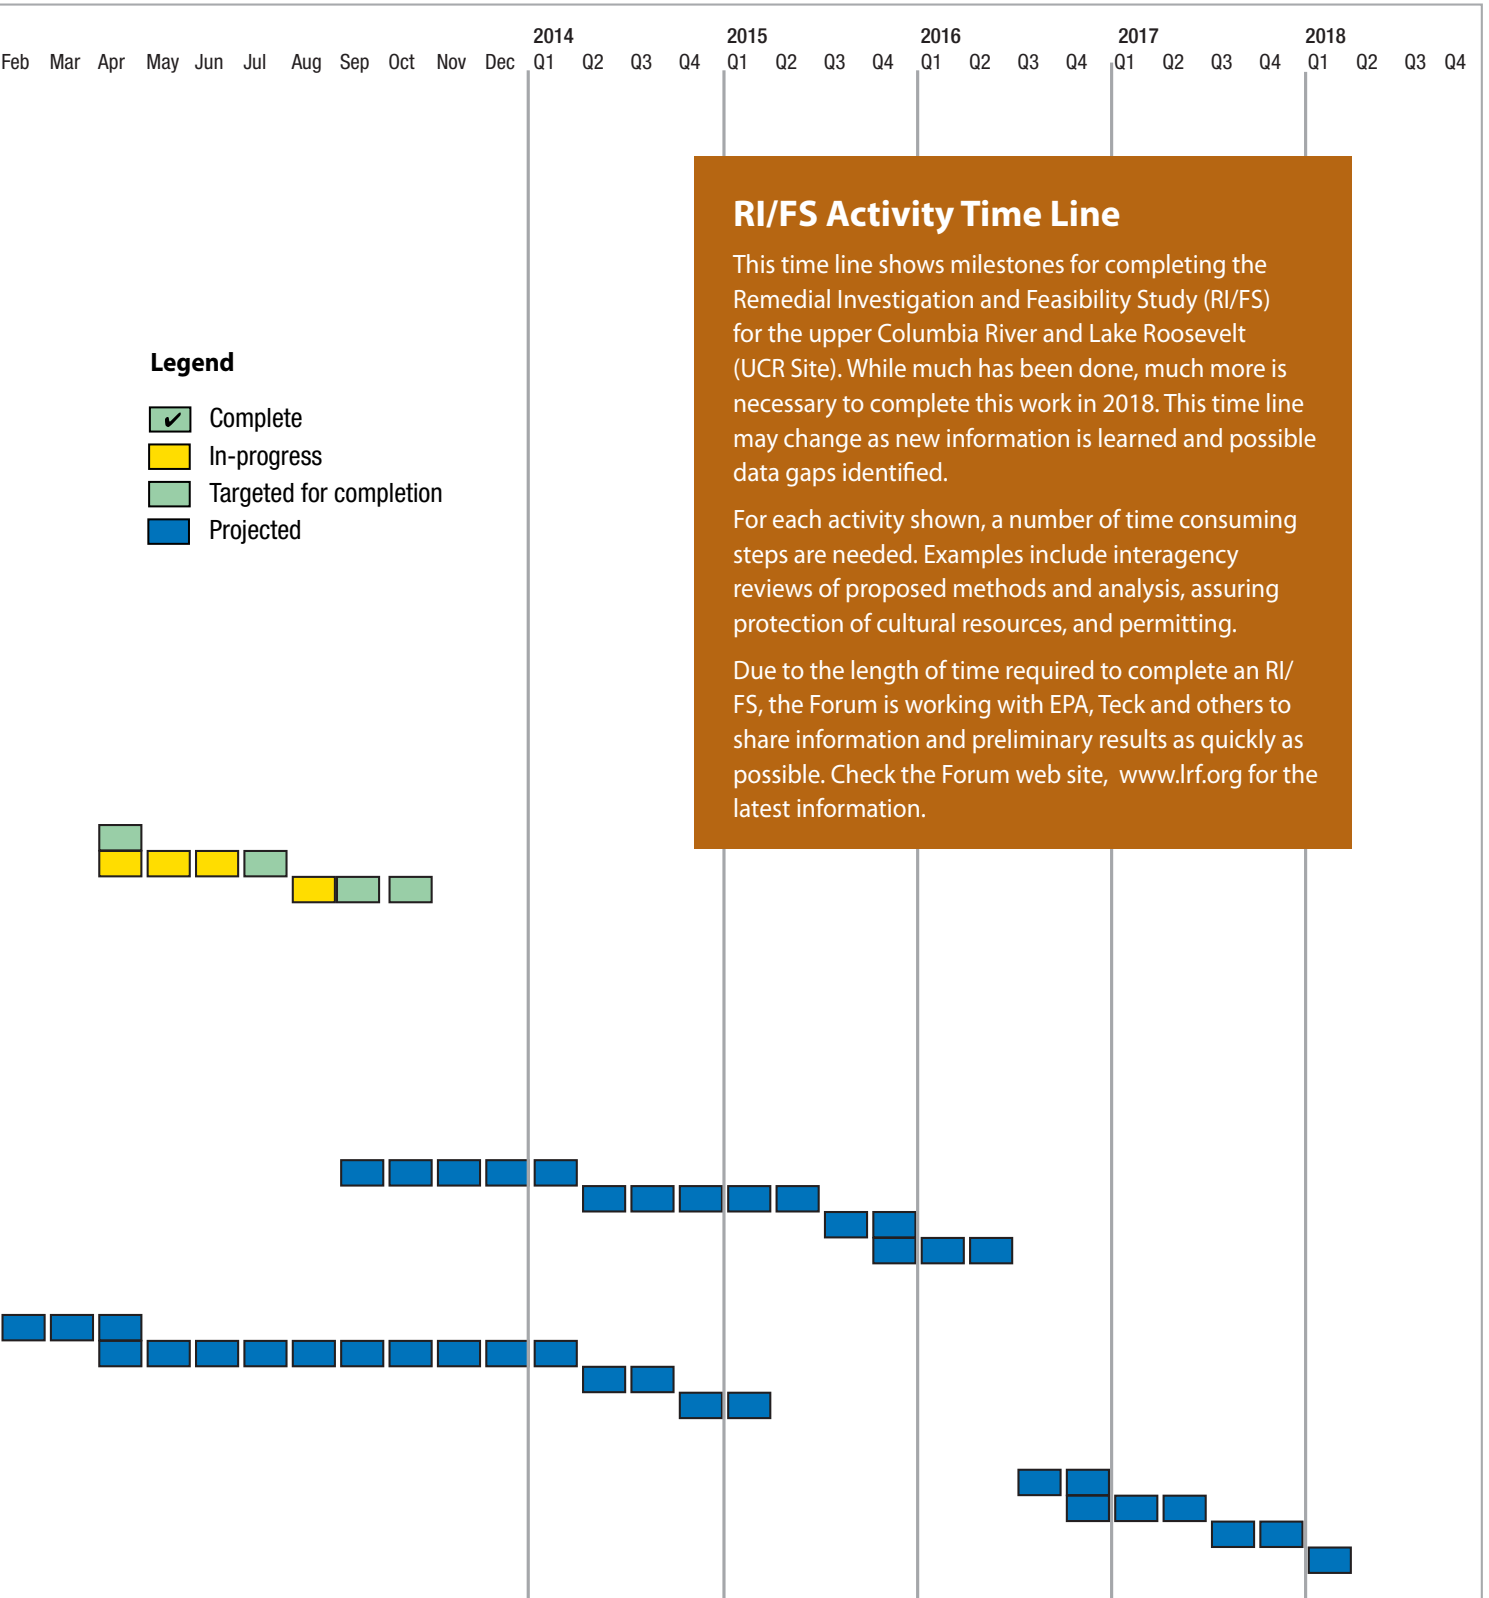 2014 2015 2016 2017 2018
Feb Mar Apr May Jun Jul Aug Sep Oct Nov Dec Q1 Q2 Q3 Q4 Q1 Q2 Q3 Q4 Q1 Q2 Q3 Q4 Q1 Q2 Q3 Q4 Q1 Q2 Q3 Q4
RI/FS Activity Time Line
This time line shows milestones for completing the
Remedial Investigation and Feasibility Study (RI/FS)
for the upper Columbia River and Lake Roosevelt
(UCR Site). While much has been done, much more is
necessary to complete this work in 2018. This time line
may change as new information is learned and possible
data gaps identified.
For each activity shown, a number of time consuming
steps are needed. Examples include interagency
reviews of proposed methods and analysis, assuring
protection of cultural resources, and permitting.
Due to the length of time required to complete an RI/
FS, the Forum is working with EPA, Teck and others to
share information and preliminary results as quickly as
possible. Check the Forum web site, www.lrf.org for the
latest information.
Legend
✔ Complete
In-progress
Targeted for completion
Projected